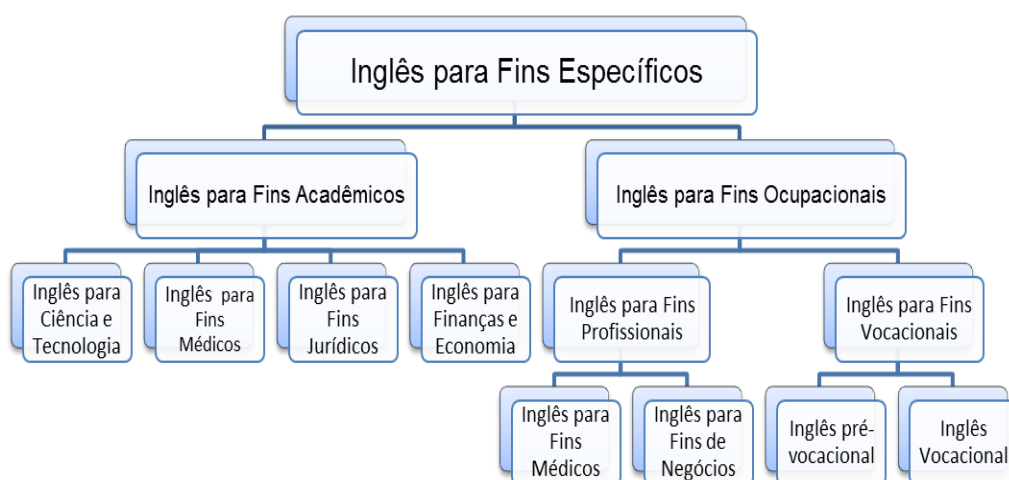 Inglês para Fins Específicos
Inglês para Fins Acadêmicos
Inglês para Fins Ocupacionais
Inglês para
Ciência e
Tecnologia
Inglês para
Fins
Médicos
Inglês para
Fins
Jurídicos
Inglês para
Finanças e
Economia
Inglês para Fins
Profissionais
Inglês para Fins
Vocacionais
Inglês para
Fins
Médicos
Inglês para
Fins de
Negócios
Inglês pré-
vocacional
Inglês
Vocacional